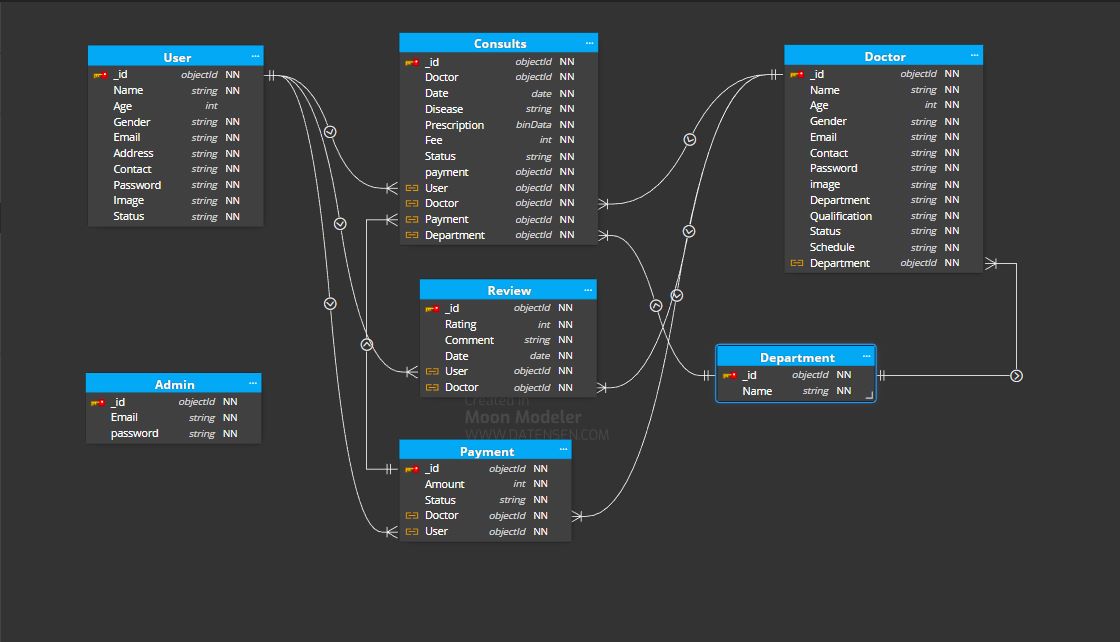 User ...
_id objectId NN
Name string NN
Age int
Gender string NN
Email string NN
Address string NN
Contact string NN
Password string NN
Image string NN
Status string NN
Consults ...
_id objectId NN
Doctor objectId NN
Date date NN
Disease string NN
Prescription binData NN
Fee int NN
Status string NN
payment objectId NN
User objectId NN
Doctor objectId NN
Payment objectId NN
Department objectId NN
Doctor ...
_id objectId NN
Name string NN
Age int NN
Gender string NN
Email string NN
Contact string NN
Password string NN
image string NN
Department string NN
Qualification string NN
Status string NN
Schedule string NN
Department objectId NN
Review ...
_id objectId NN
Rating int NN
Comment string NN
Date date NN
User objectId NN
Doctor objectId NN
Department ...
_id objectId NN
Name string NN
Admin ...
_id objectId NN
Email string NN
password string NN
Created in
Moon Modeler
WWW.DATENSEN.COM
Payment ...
_id objectId NN
Amount int NN
Status string NN
Doctor objectId NN
User objectId NN